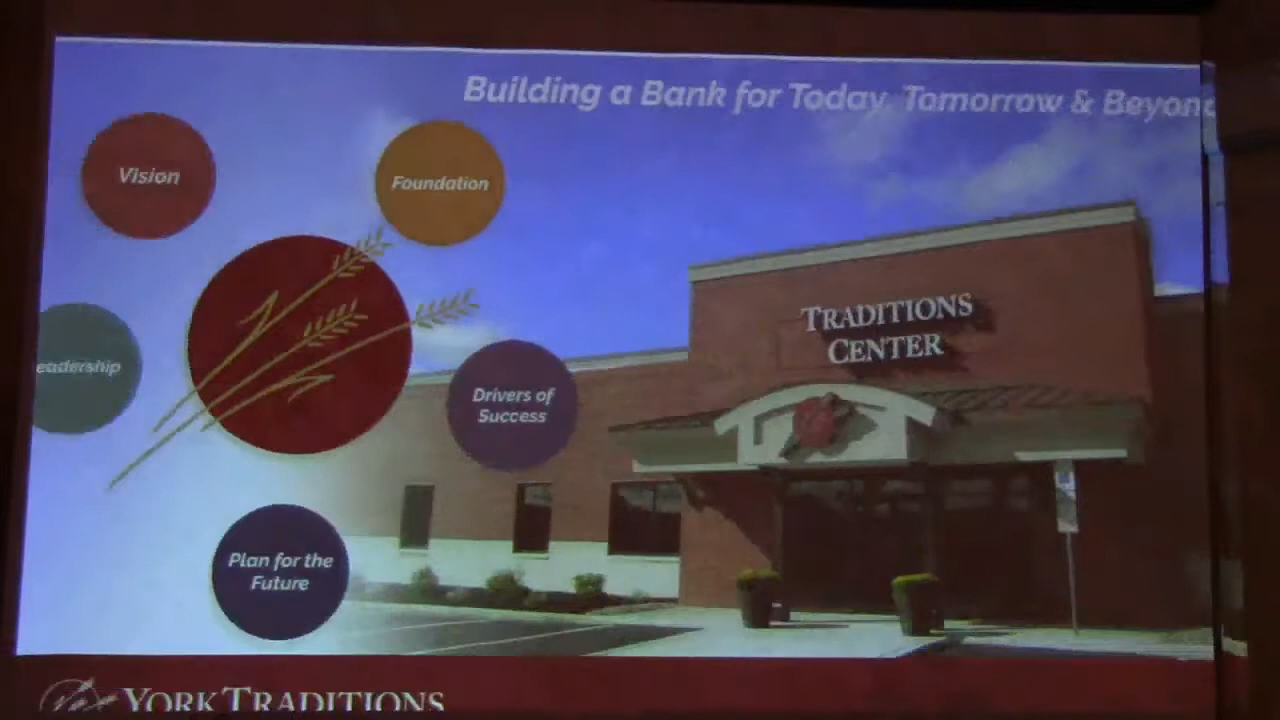 Building a Bank for Today, Tomorrow & Beyond
Vision
Foundation
TRADITIONS
CENTER
eadership
Drivers of
Success
Plan for the
Future
YORK TRADITIONS